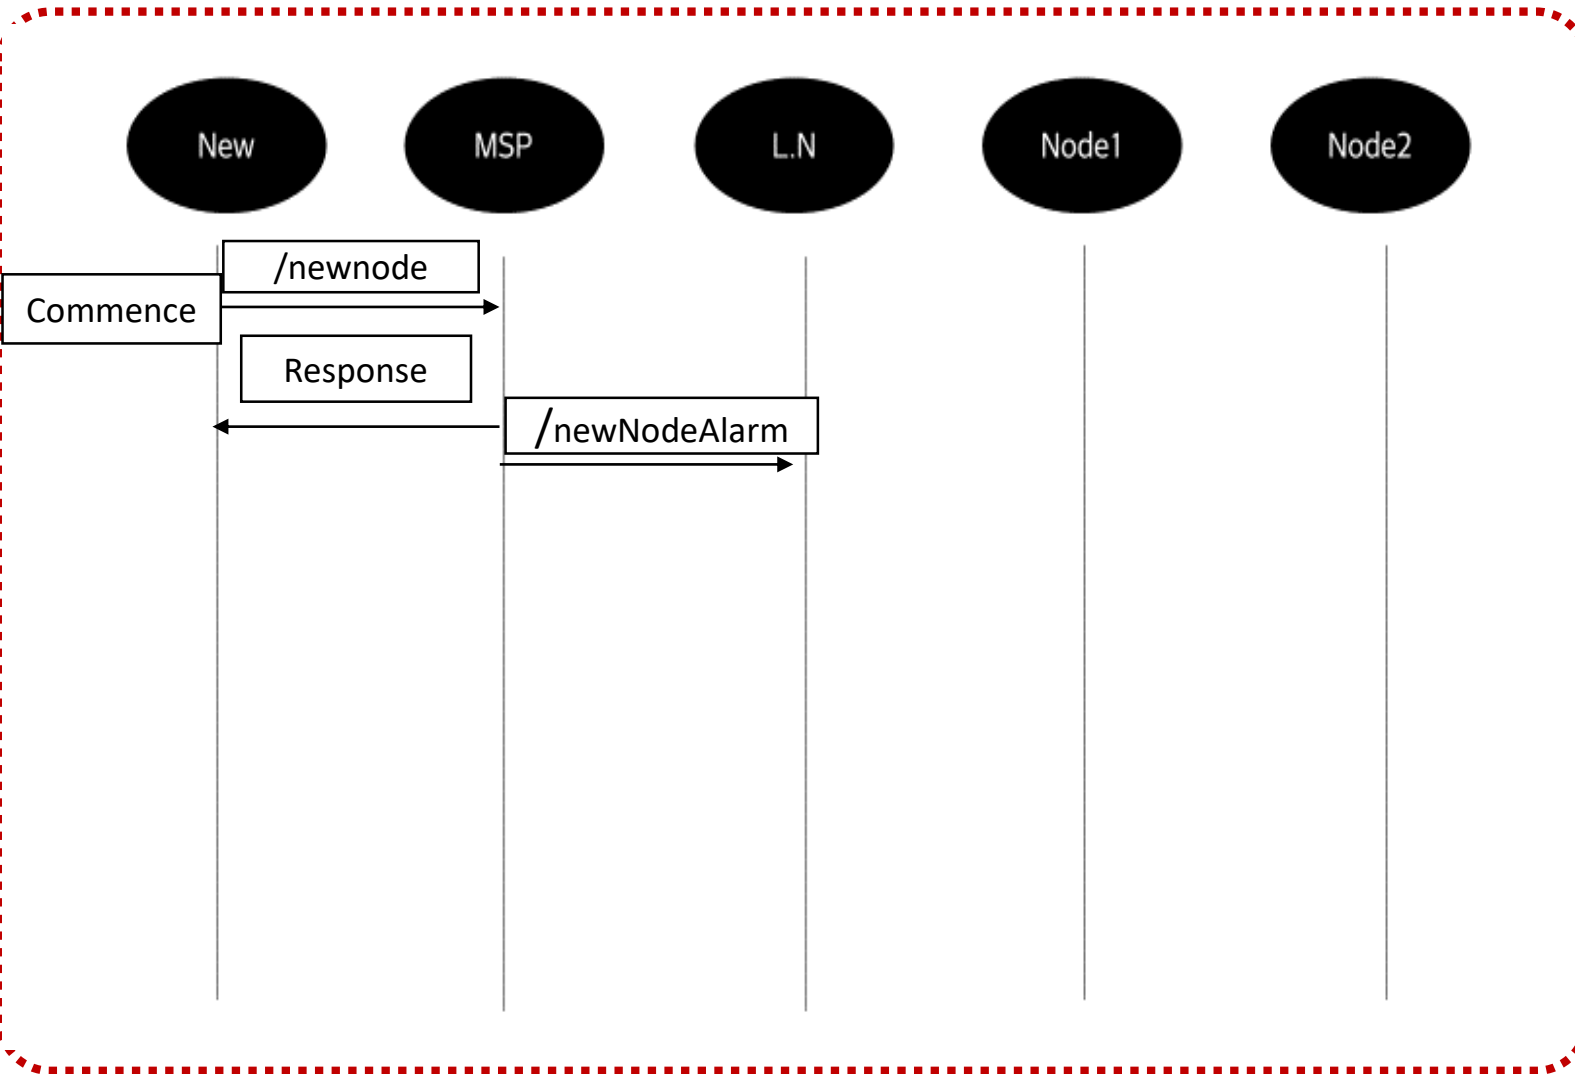 New
MSP
L.N
Node1
Node2
/newnode
Commence
Response
/newNodeAlarm